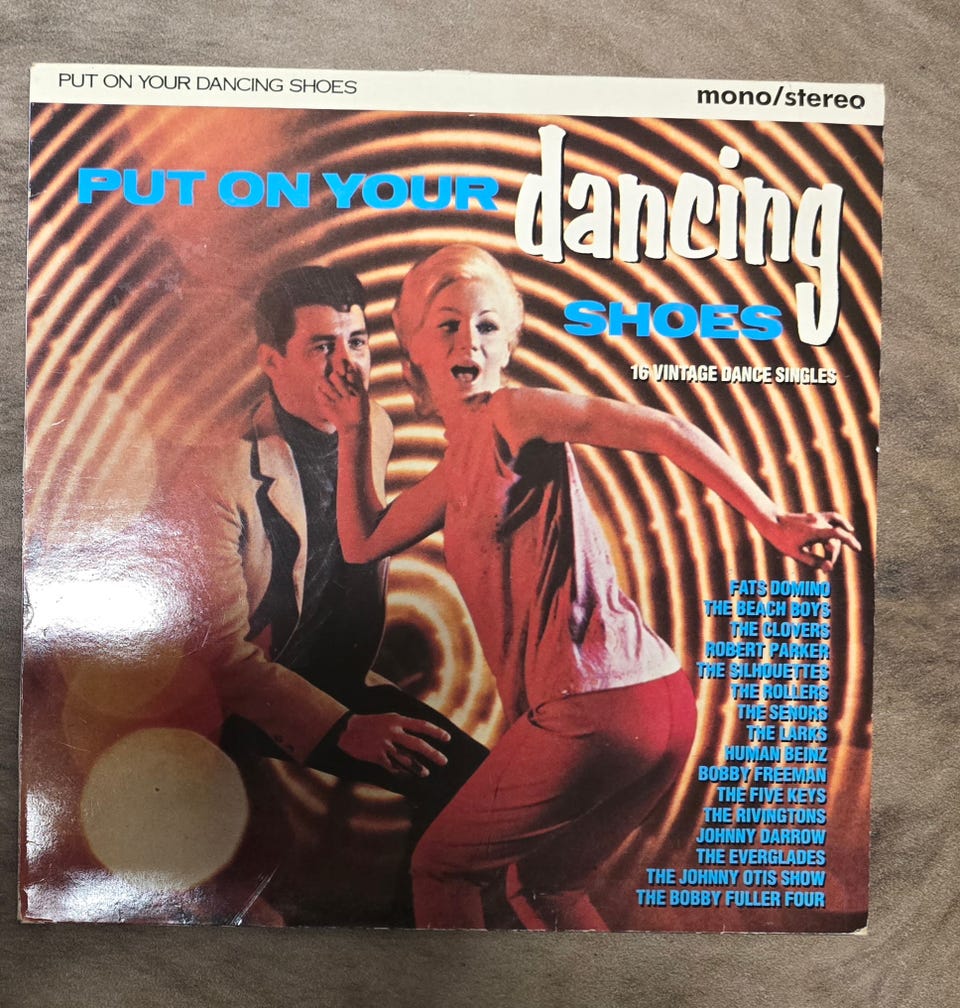 PUT ON YOUR DANCING SHOES
mono/stereo
PUT ON YOUR dancing
SHOES
16 VINTAGE DANCE SINGLES
FATS DOMINO
THE BEACH BOYS
THE CLOVERS
ROBERT PARKER
THE SILHOUETTES
THE ROLLERS
THE SENORS
THE LARKS
HUMAN BEINZ
BOBBY FREEMAN
THE FIVE KEYS
THE RIVINGTONS
JOHNNY DARROW
THE EVERGLADES
THE JOHNNY OTIS SHOW
THE BOBBY FULLER FOUR